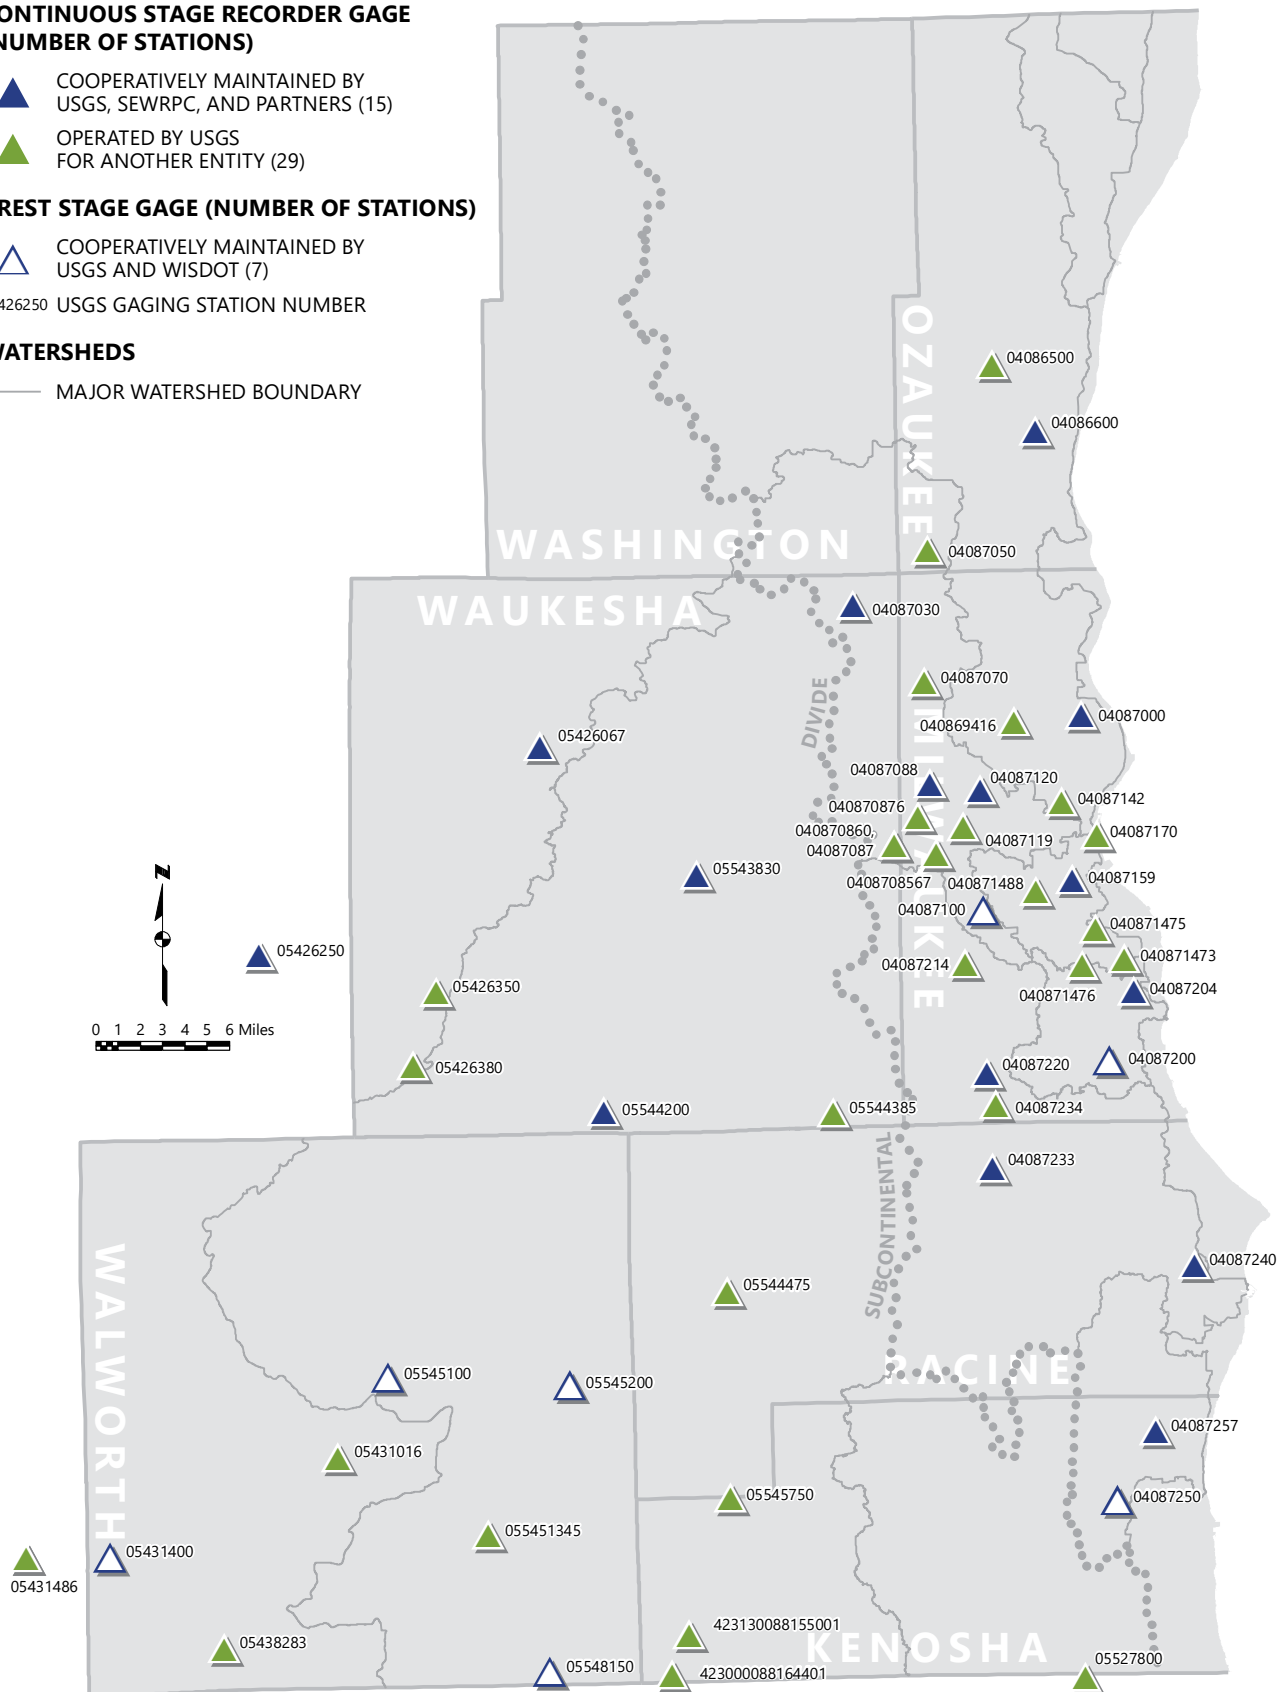 ONTINUOUS STAGE RECORDER GAGE
NUMBER OF STATIONS)
COOPERATIVELY MAINTAINED BY
USGS, SEWRPC, AND PARTNERS (15)
OPERATED BY USGS
FOR ANOTHER ENTITY (29)
REST STAGE GAGE (NUMBER OF STATIONS)
COOPERATIVELY MAINTAINED BY
USGS AND WISDOT (7)
426250 USGS GAGING STATION NUMBER
WATERSHEDS
MAJOR WATERSHED BOUNDARY
OZAUKEE
04086500
04086600
WASHINGTON
04087050
WAUKESHA
04087030
DIVIDE
04087070
MILWAUKEE
040869416
04087000
05426067
04087088
04087120
040870876
04087142
040870860,
04087087
04087119
04087170
05543830
0408708567
040871488
04087159
04087100
040871475
N
05426250
04087214
040871473
05426350
040871476
04087204
0 1 2 3 4 5 6 Miles
05426380
04087220
04087200
05544200
05544385
04087234
SUBCONTINENTAL
04087233
WALWORTH
04087240
05544475
RACINE
05545100
05545200
04087257
05431016
05545750
04087250
055451345
05431400
05431486
423130088155001
KENOSHA
05438283
05548150
423000088164401
05527800